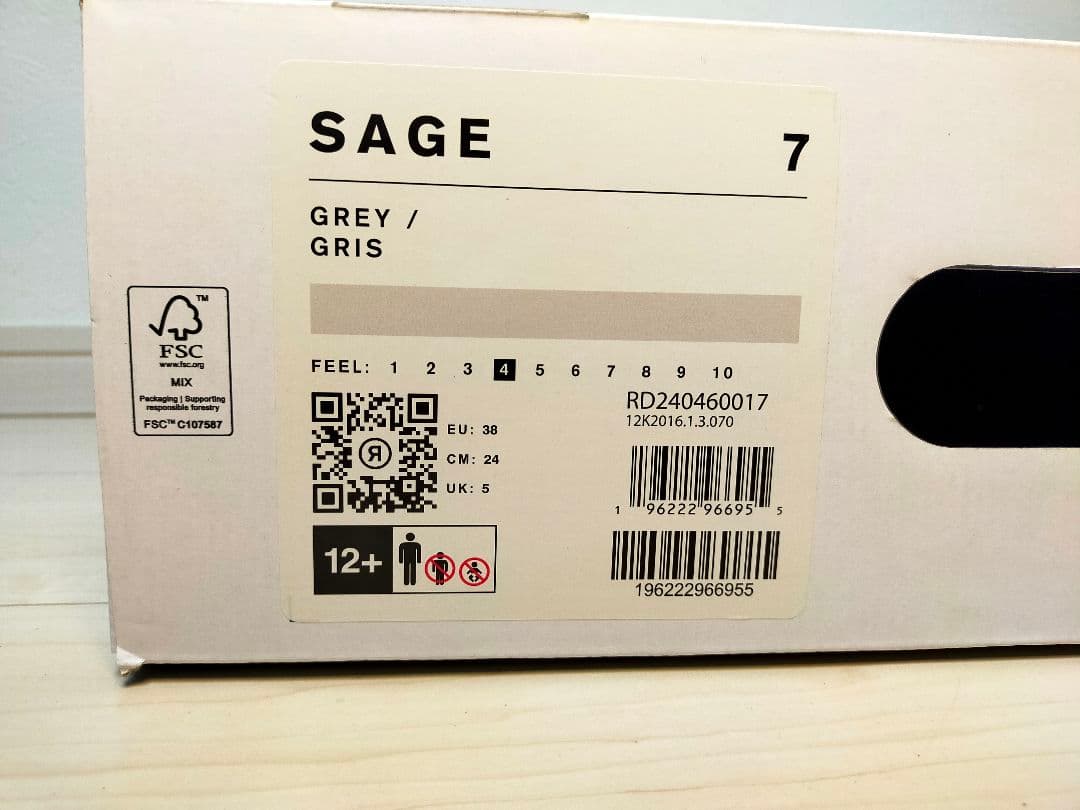 SAGE 7
GREY /
GRIS
FEEL: 1 2 3 4 5 6 7 8 9 10
RD240460017
12K2016.1.3.070
EU: 38
CM: 24
UK: 5
1 96222 96695 5
12+
196222966955
TM
FSC
www.fsc.org
MIX
Packaging | Supporting
responsible forestry
FSC™ C107587